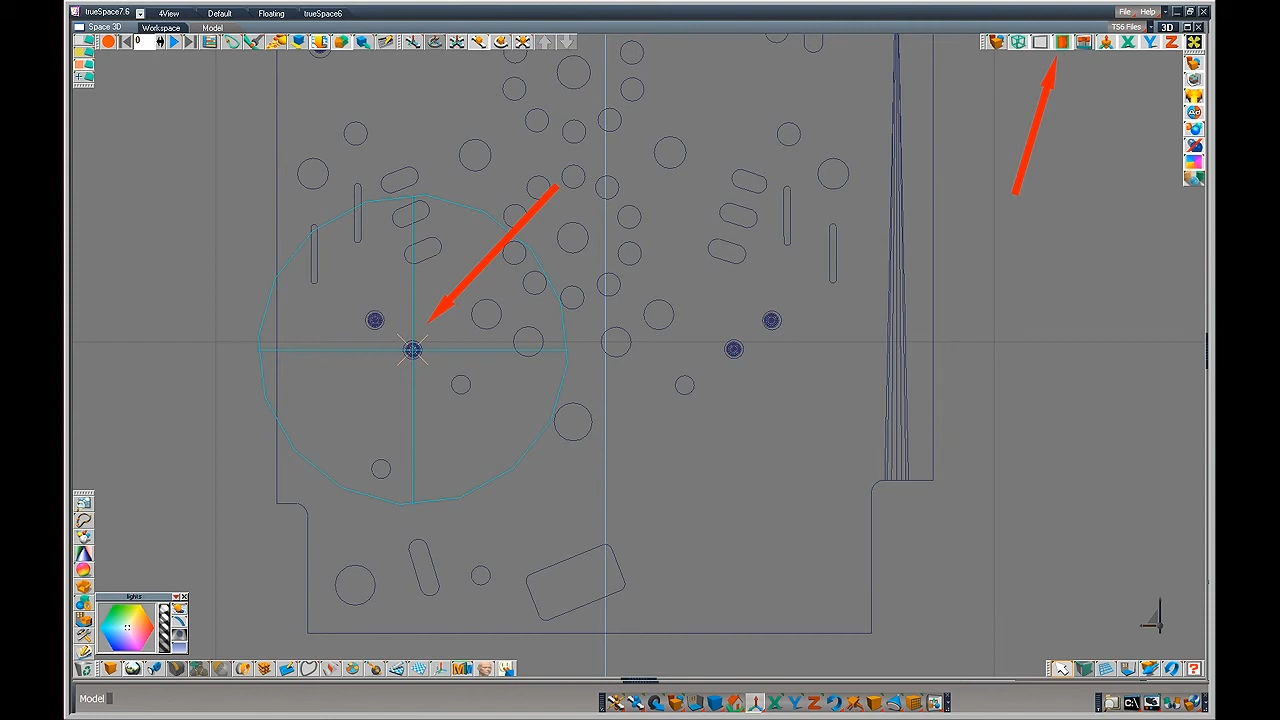 trueSpace7.6 4View Default Floating trueSpace6 File Help
Space 3D Workspace Model TS6 Files 3D
0
X Y Z
lights
M
?
Model
X Y Z C:\